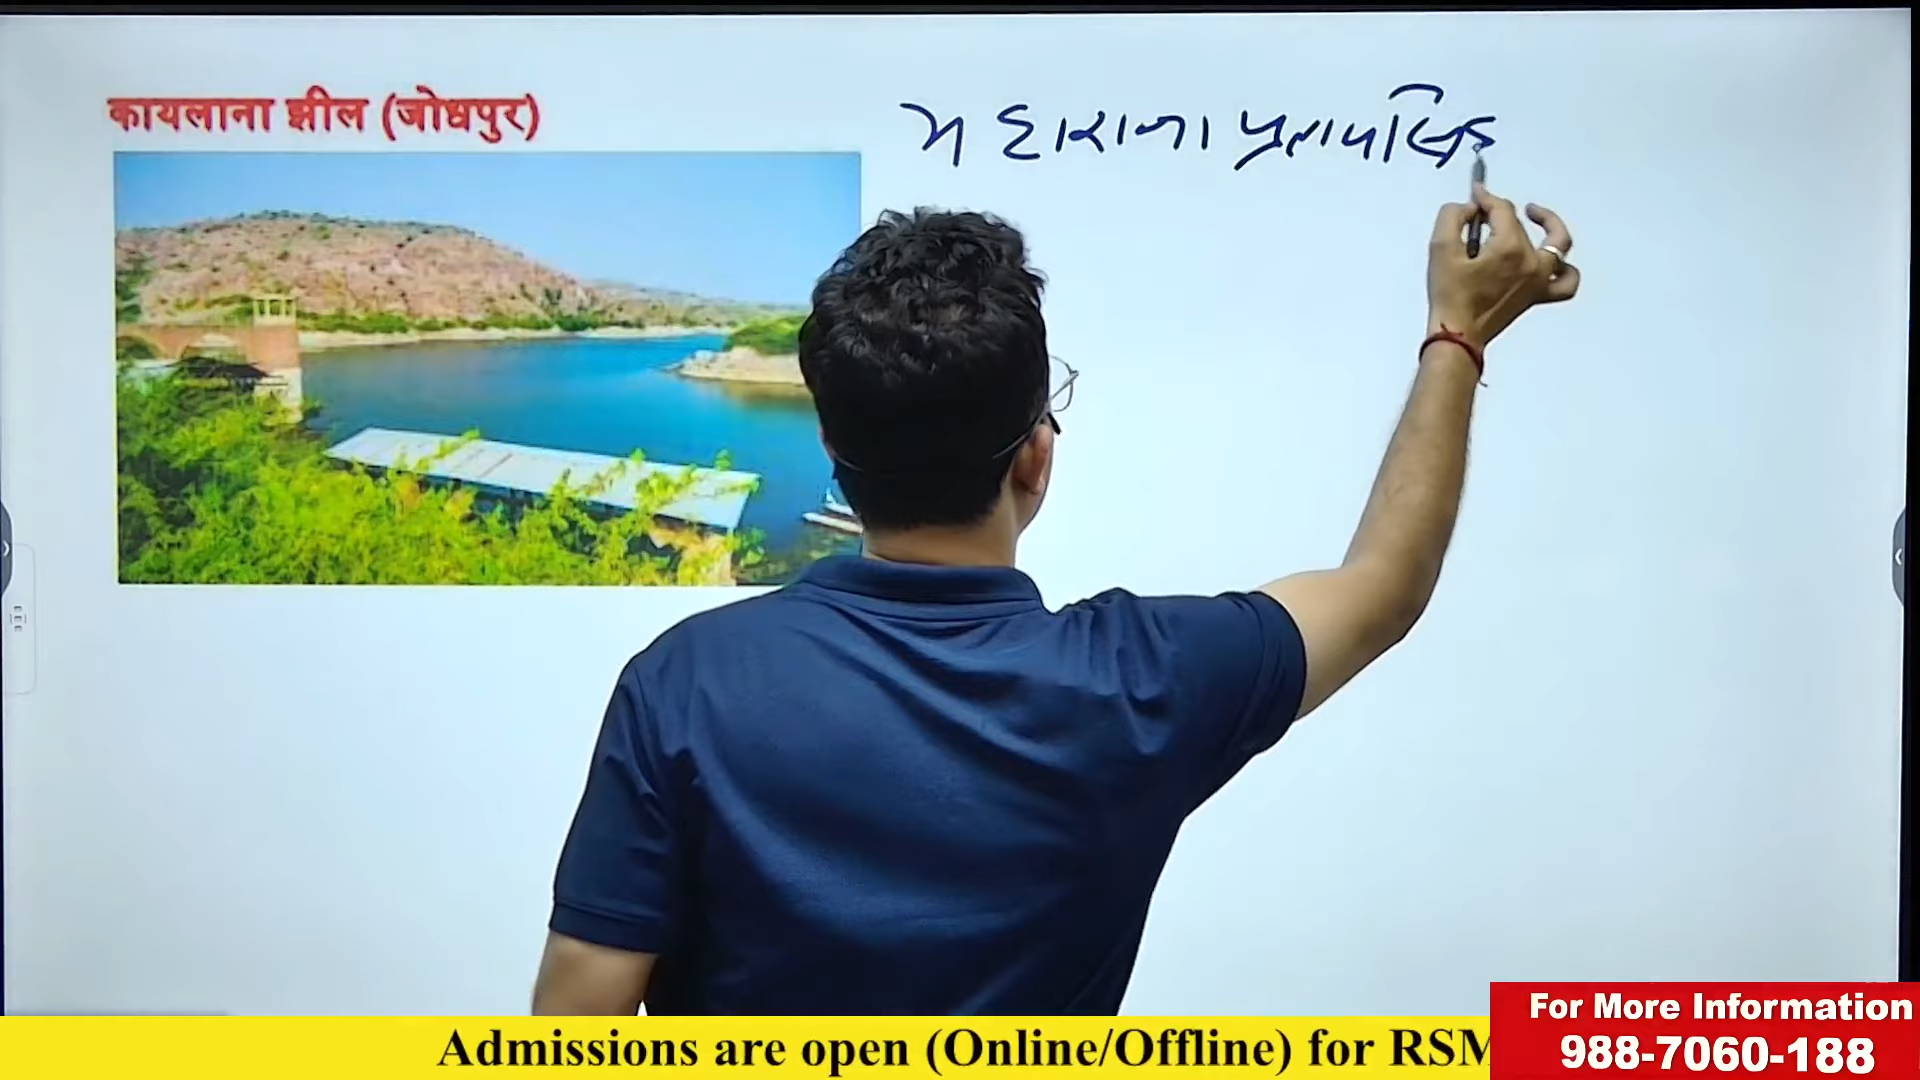 कायलाना झील (जोधपुर)
महाराजा प्रतापसिंह
Admissions are open (Online/Offline) for RSM
For More Information
988-7060-188